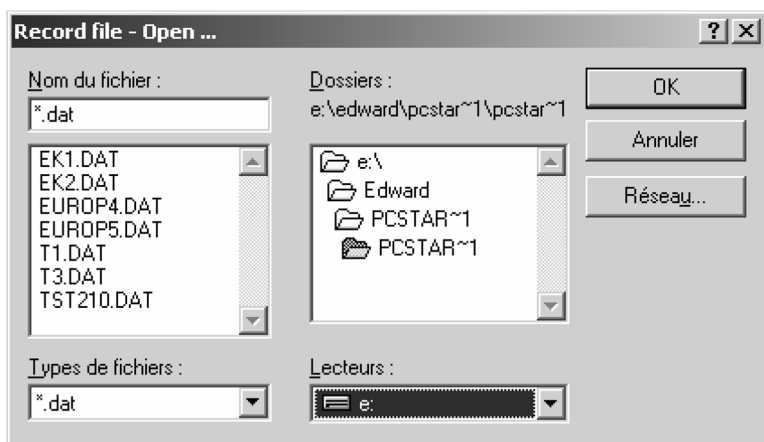 Record file - Open ...
Nom du fichier :
*.dat
EK1.DAT
EK2.DAT
EUROP4.DAT
EUROP5.DAT
T1.DAT
T3.DAT
TST210.DAT
Types de fichiers :
*.dat
Dossiers :
e:\edward\pcstar~1\pcstar~1
e:\
Edward
PCSTAR~1
PCSTAR~1
Lecteurs :
e:
OK
Annuler
Réseau...